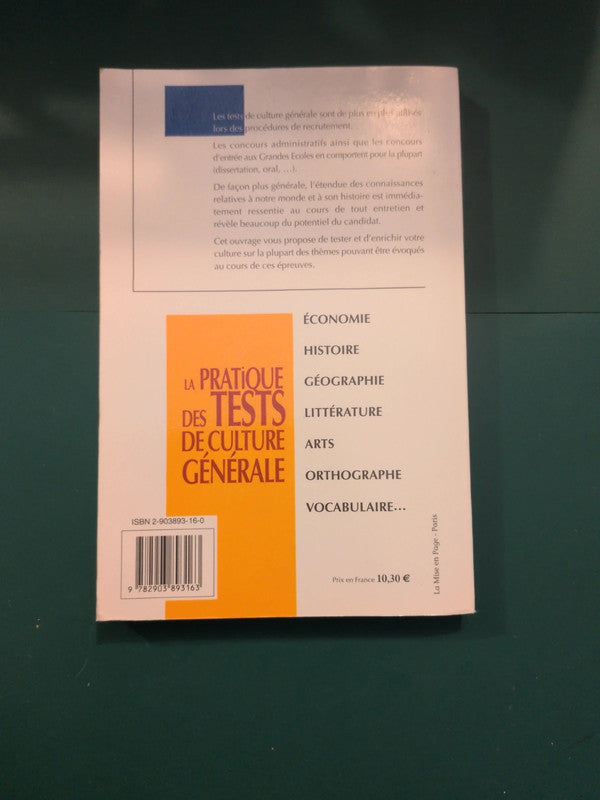 Les tests de culture générale sont de plus en plus utilisés
lors des procédures de recrutement.
Les concours administratifs ainsi que les concours
d'entrée aux Grandes Ecoles en comportent pour la plupart
(dissertation, oral, ...).
De façon plus générale, l'étendue des connaissances
relatives à notre monde et à son histoire est immédia-
tement ressentie au cours de tout entretien et
révèle beaucoup du potentiel du candidat.
Cet ouvrage vous propose de tester et d'enrichir votre
culture sur la plupart des thèmes pouvant être évoqués
au cours de ces épreuves.
LA PRATiQUE
DES TESTS
DE CULTURE
GÉNÉRALE
ÉCONOMIE
HISTOIRE
GÉOGRAPHIE
LITTÉRATURE
ARTS
ORTHOGRAPHE
VOCABULAIRE...
ISBN 2-903893-16-0
9 782903 893163
Prix en France 10,30 €
La Mise en Page - Paris